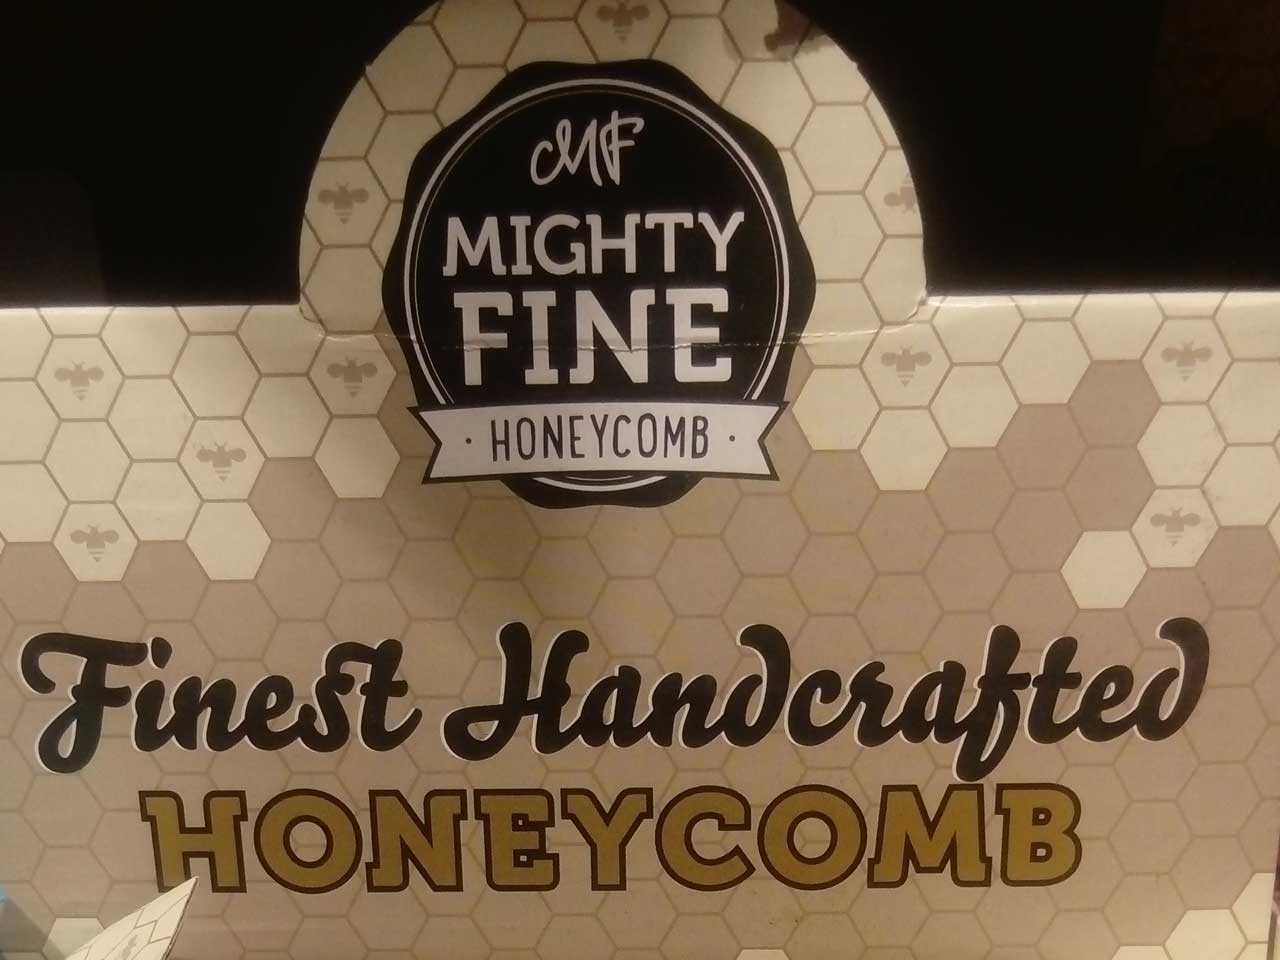 MF
MIGHTY
FINE
· HONEYCOMB ·
Finest Handcrafted
HONEYCOMB